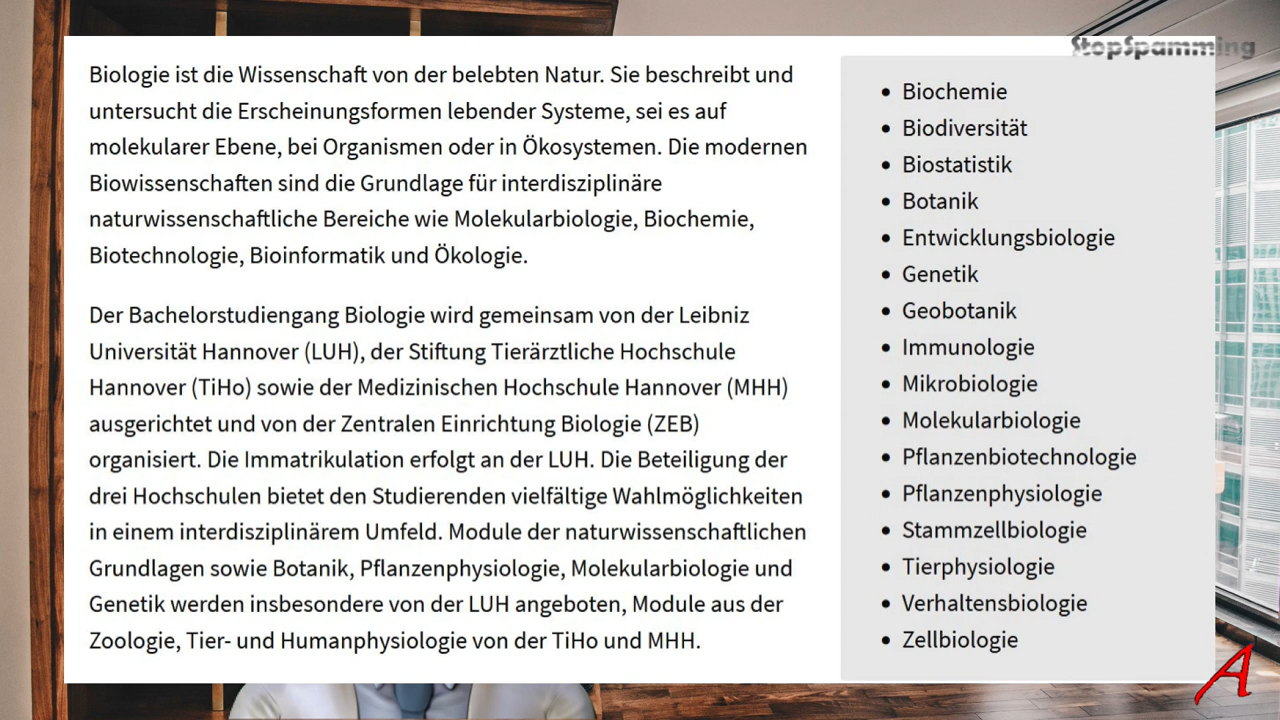 StopSpamming
Biologie ist die Wissenschaft von der belebten Natur. Sie beschreibt und
untersucht die Erscheinungsformen lebender Systeme, sei es auf
molekularer Ebene, bei Organismen oder in Ökosystemen. Die modernen
Biowissenschaften sind die Grundlage für interdisziplinäre
naturwissenschaftliche Bereiche wie Molekularbiologie, Biochemie,
Biotechnologie, Bioinformatik und Ökologie.
Der Bachelorstudiengang Biologie wird gemeinsam von der Leibniz
Universität Hannover (LUH), der Stiftung Tierärztliche Hochschule
Hannover (TiHo) sowie der Medizinischen Hochschule Hannover (MHH)
ausgerichtet und von der Zentralen Einrichtung Biologie (ZEB)
organisiert. Die Immatrikulation erfolgt an der LUH. Die Beteiligung der
drei Hochschulen bietet den Studierenden vielfältige Wahlmöglichkeiten
in einem interdisziplinärem Umfeld. Module der naturwissenschaftlichen
Grundlagen sowie Botanik, Pflanzenphysiologie, Molekularbiologie und
Genetik werden insbesondere von der LUH angeboten, Module aus der
Zoologie, Tier- und Humanphysiologie von der TiHo und MHH.
• Biochemie
• Biodiversität
• Biostatistik
• Botanik
• Entwicklungsbiologie
• Genetik
• Geobotanik
• Immunologie
• Mikrobiologie
• Molekularbiologie
• Pflanzenbiotechnologie
• Pflanzenphysiologie
• Stammzellbiologie
• Tierphysiologie
• Verhaltensbiologie
• Zellbiologie
A